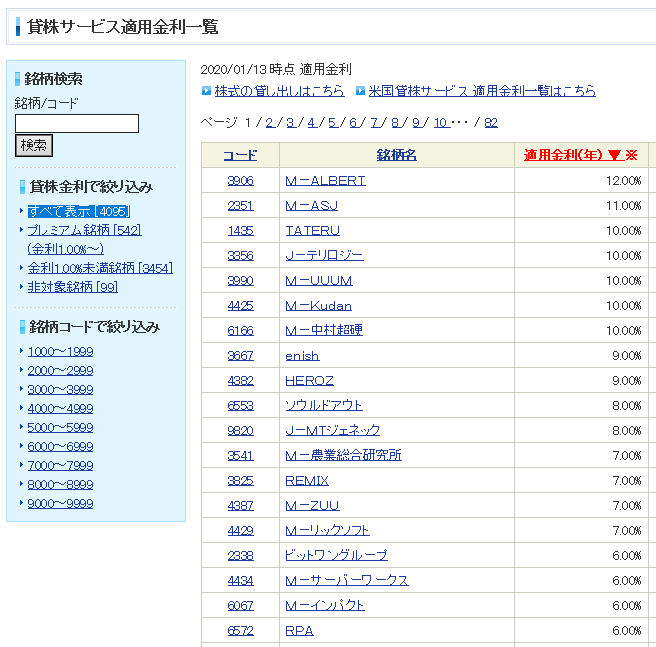 貸株サービス適用金利一覧
銘柄検索
銘柄/コード
検索
貸株金利で絞り込み
すべて表示 [4095]
プレミアム銘柄 [542]
(金利1.00%～)
金利1.00%未満銘柄 [3454]
非対象銘柄 [99]
銘柄コードで絞り込み
1000～1999
2000～2999
3000～3999
4000～4999
5000～5999
6000～6999
7000～7999
8000～8999
9000～9999
2020/01/13 時点 適用金利
株式の貸し出しはこちら 米国貸株サービス 適用金利一覧はこちら
ページ 1 / 2 / 3 / 4 / 5 / 6 / 7 / 8 / 9 / 10 ･･･ / 82
コード 銘柄名 適用金利(年) ▼ ※
3906 M－ALBERT 12.00%
2351 M－ASJ 11.00%
1435 TATERU 10.00%
3356 J－テリロジー 10.00%
3990 M－UUUM 10.00%
4425 M－Kudan 10.00%
6166 M－中村超硬 10.00%
3667 enish 9.00%
4382 HEROZ 9.00%
6553 ソウルドアウト 8.00%
9820 J－MTジェネック 8.00%
3541 M－農業総合研究所 7.00%
3825 REMIX 7.00%
4387 M－ZUU 7.00%
4429 M－リックソフト 7.00%
2338 ビットワングループ 6.00%
4434 M－サーバーワークス 6.00%
6067 M－インパクト 6.00%
6572 RPA 6.00%